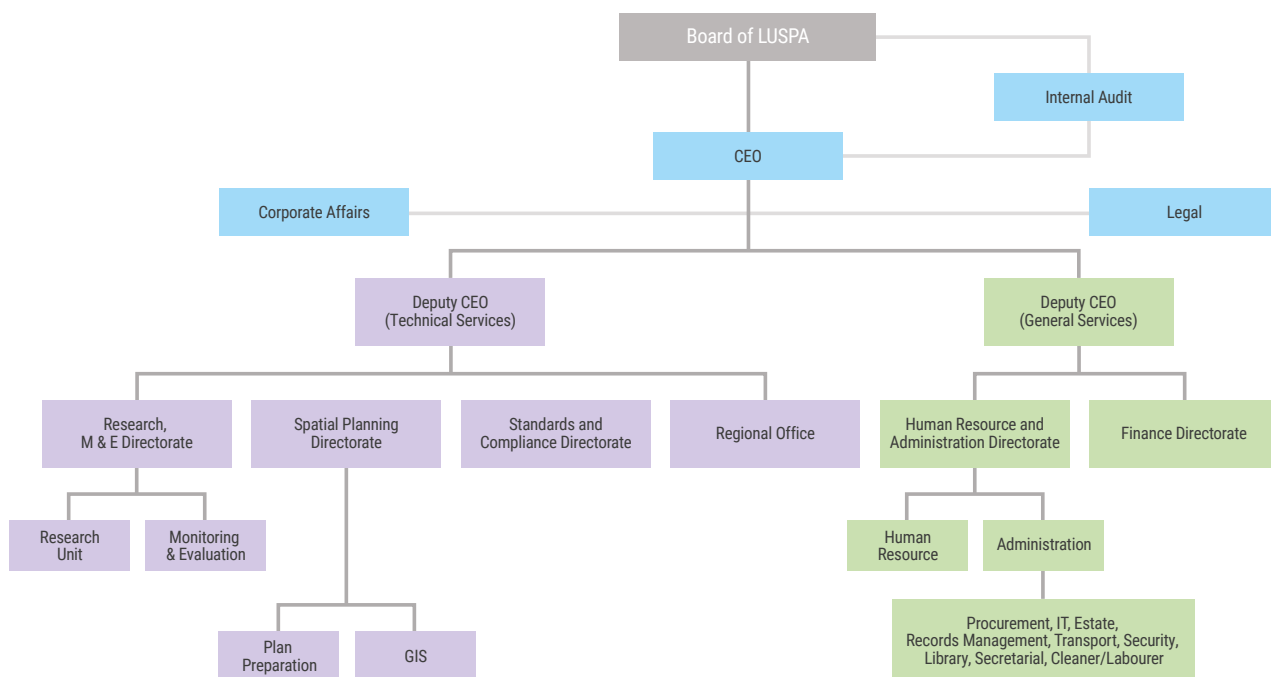 Board of LUSPA
Internal Audit
CEO
Corporate Affairs
Legal
Deputy CEO
(Technical Services)
Deputy CEO
(General Services)
Research,
M & E Directorate
Spatial Planning
Directorate
Standards and
Compliance Directorate
Regional Office
Human Resource and
Administration Directorate
Finance Directorate
Research
Unit
Monitoring
& Evaluation
Human
Resource
Administration
Plan
Preparation
GIS
Procurement, IT, Estate,
Records Management, Transport, Security,
Library, Secretarial, Cleaner/Labourer